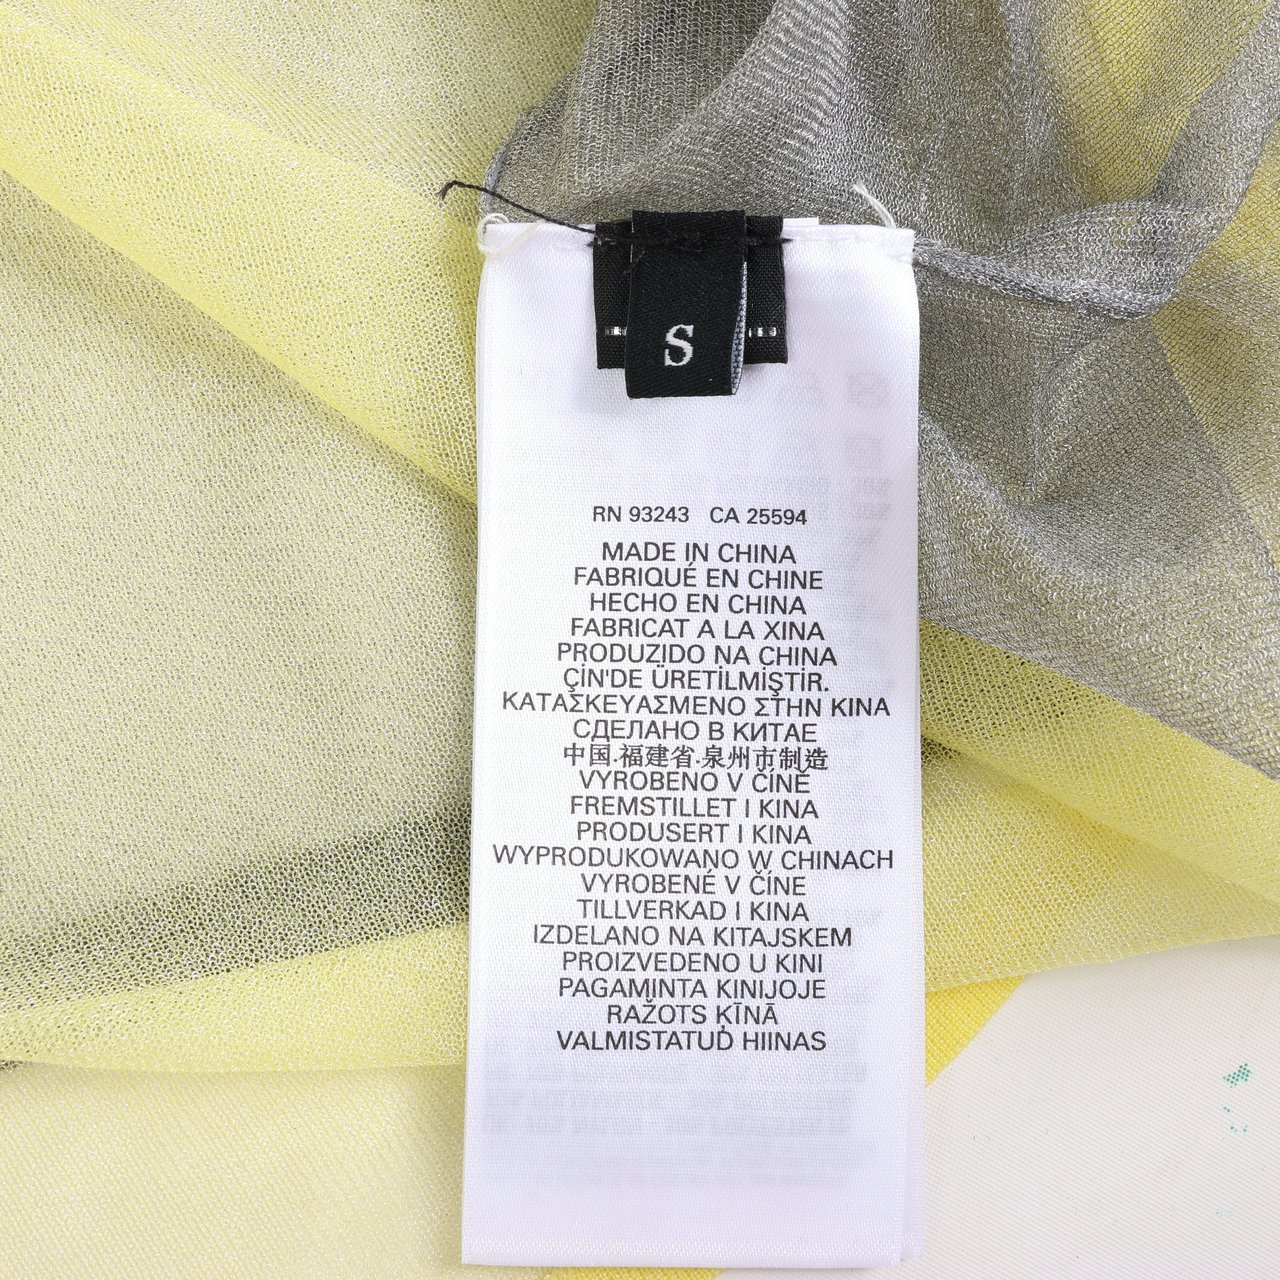 S
RN 93243 CA 25594
MADE IN CHINA
FABRIQUÉ EN CHINE
HECHO EN CHINA
FABRICAT A LA XINA
PRODUZIDO NA CHINA
ÇİN'DE ÜRETİLMİŞTİR.
ΚΑΤΑΣΚΕΥΑΣΜΕΝΟ ΣΤΗΝ ΚΙΝΑ
СДЕЛАНО В КИТАЕ
中国.福建省.泉州市制造
VYROBENO V ČÍNĚ
FREMSTILLET I KINA
PRODUSERT I KINA
WYPRODUKOWANO W CHINACH
VYROBENÉ V ČÍNE
TILLVERKAD I KINA
IZDELANO NA KITAJSKEM
PROIZVEDENO U KINI
PAGAMINTA KINIJOJE
RAŽOTS ĶĪNĀ
VALMISTATUD HIINAS